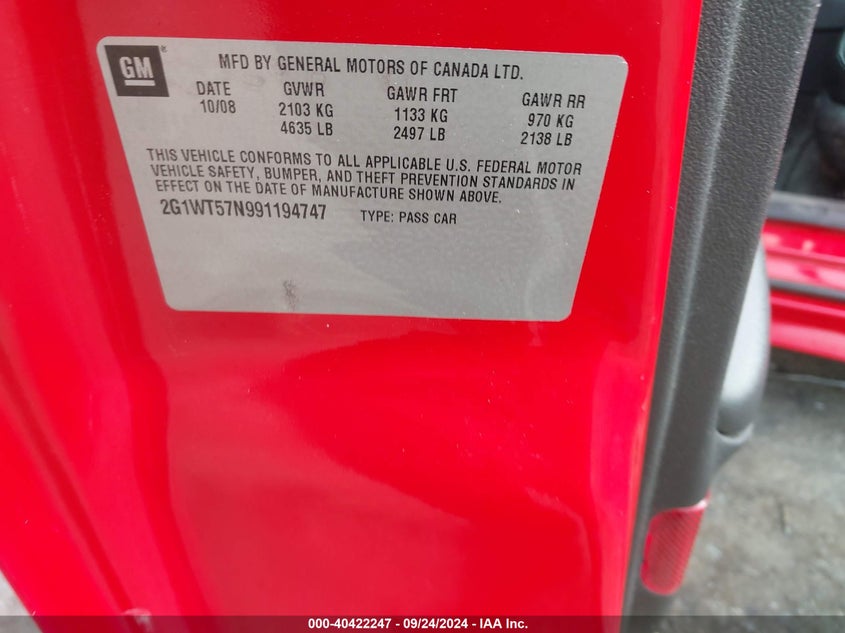 GM ®
MFD BY GENERAL MOTORS OF CANADA LTD.
DATE GVWR GAWR FRT GAWR RR
10/08 2103 KG 1133 KG 970 KG
4635 LB 2497 LB 2138 LB
THIS VEHICLE CONFORMS TO ALL APPLICABLE U.S. FEDERAL MOTOR
VEHICLE SAFETY, BUMPER, AND THEFT PREVENTION STANDARDS IN
EFFECT ON THE DATE OF MANUFACTURE SHOWN ABOVE.
2G1WT57N991194747 TYPE: PASS CAR
000-40422247 - 09/24/2024 - IAA Inc.